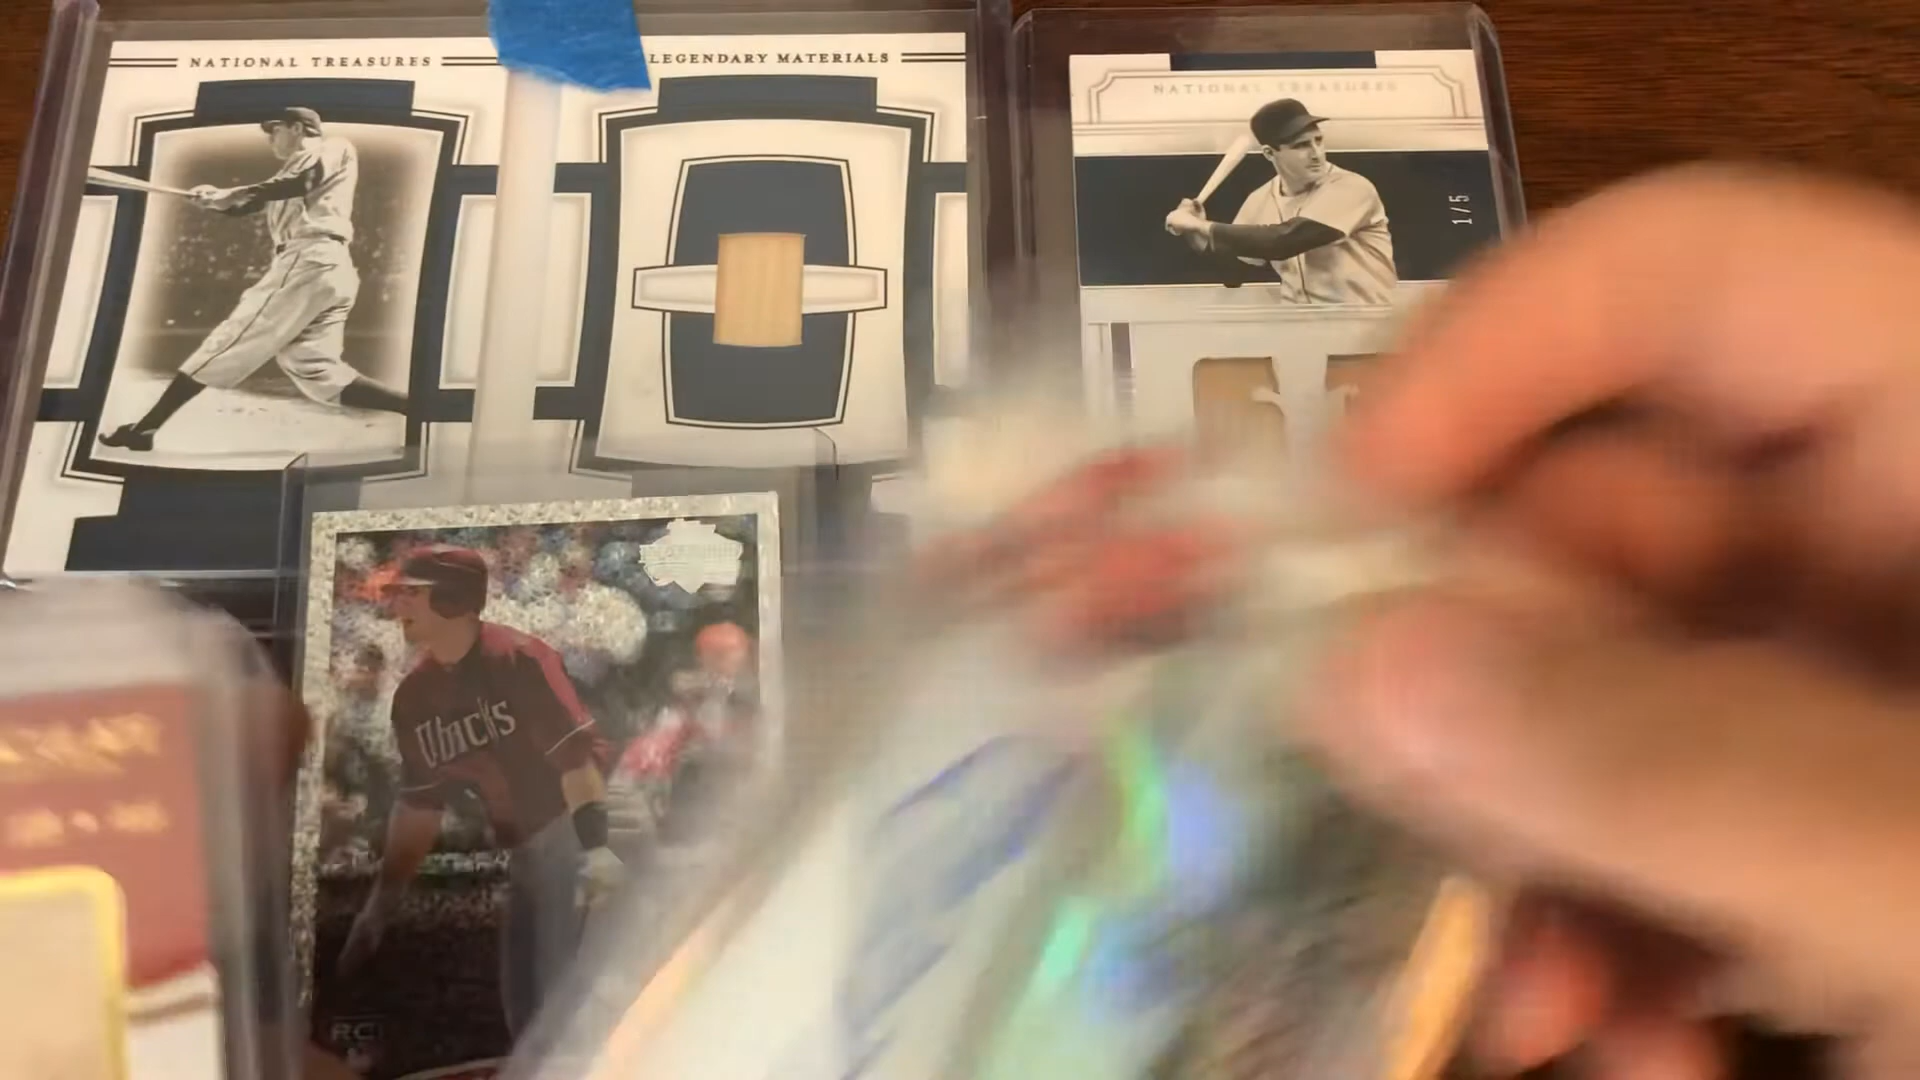 NATIONAL TREASURES
LEGENDARY MATERIALS
NATIONAL TREASURES
1/5
Dbacks
RC